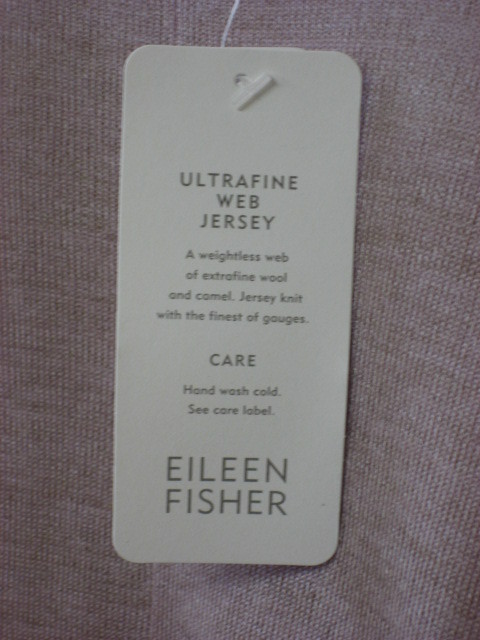 ULTRAFINE
WEB
JERSEY
A weightless web
of extrafine wool
and camel. Jersey knit
with the finest of gauges.
CARE
Hand wash cold.
See care label.
EILEEN
FISHER